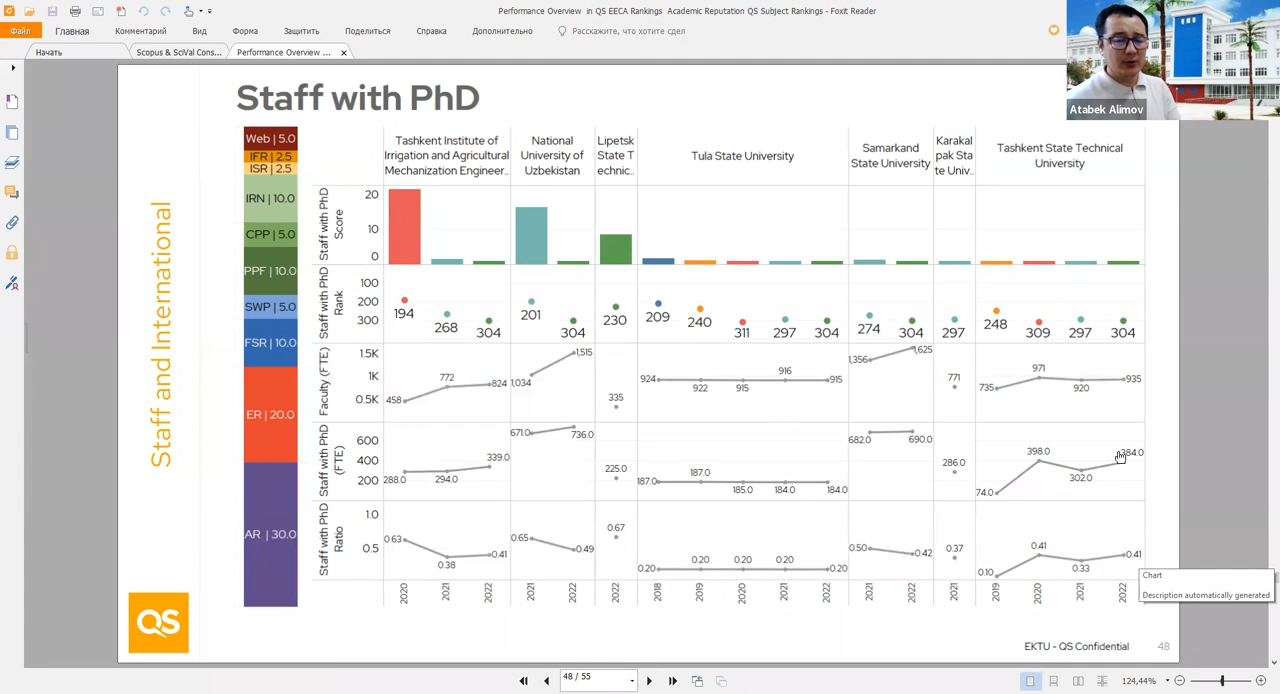 Performance Overview in QS EECA Rankings Academic Reputation QS Subject Rankings - Foxit Reader
Файл
Главная
Комментарий
Вид
Форма
Защитить
Поделиться
Справка
Дополнительно
Расскажите, что хотите сдел
Начать
Scopus & SciVal Cons...
Performance Overview ...
Atabek Alimov
Staff with PhD
Staff and International
Web | 5.0
IFR | 2.5
ISR | 2.5
IRN | 10.0
CPP | 5.0
PPF | 10.0
SWP | 5.0
FSR | 10.0
ER | 20.0
AR | 30.0
Tashkent Institute of
Irrigation and Agricultural
Mechanization Engineer..
National
University of
Uzbekistan
Lipetsk
State T
echnic..
Tula State University
Samarkand
State University
Karakal
pak Sta
te Univ..
Tashkent State Technical
University
Staff with PhD
Score
20
10
0
Staff with PhD
Rank
100
200
300
194 268 304 201 304 230 209 240 311 297 304 274 304 297 248 309 297 304
Faculty (FTE)
1.5K
1K
0.5K
458 772 824 1,034 1,515 335 924 922 915 916 915 1,356 1,625 771 735 971 920 935
Staff with PhD
(FTE)
600
400
200
288.0 294.0 339.0 671.0 736.0 225.0 187.0 187.0 185.0 184.0 184.0 682.0 690.0 286.0 74.0 398.0 302.0 384.0
Staff with PhD
Ratio
1.0
0.5
0.63 0.38 0.41 0.65 0.49 0.67 0.20 0.20 0.20 0.20 0.20 0.50 0.42 0.37 0.10 0.41 0.33 0.41
2020 2021 2022 2021 2022 2022 2018 2019 2020 2021 2022 2021 2022 2021 2019 2020 2021 2022
Chart
Description automatically generated
QS
EKTU - QS Confidential
48
48 / 55
124,44%